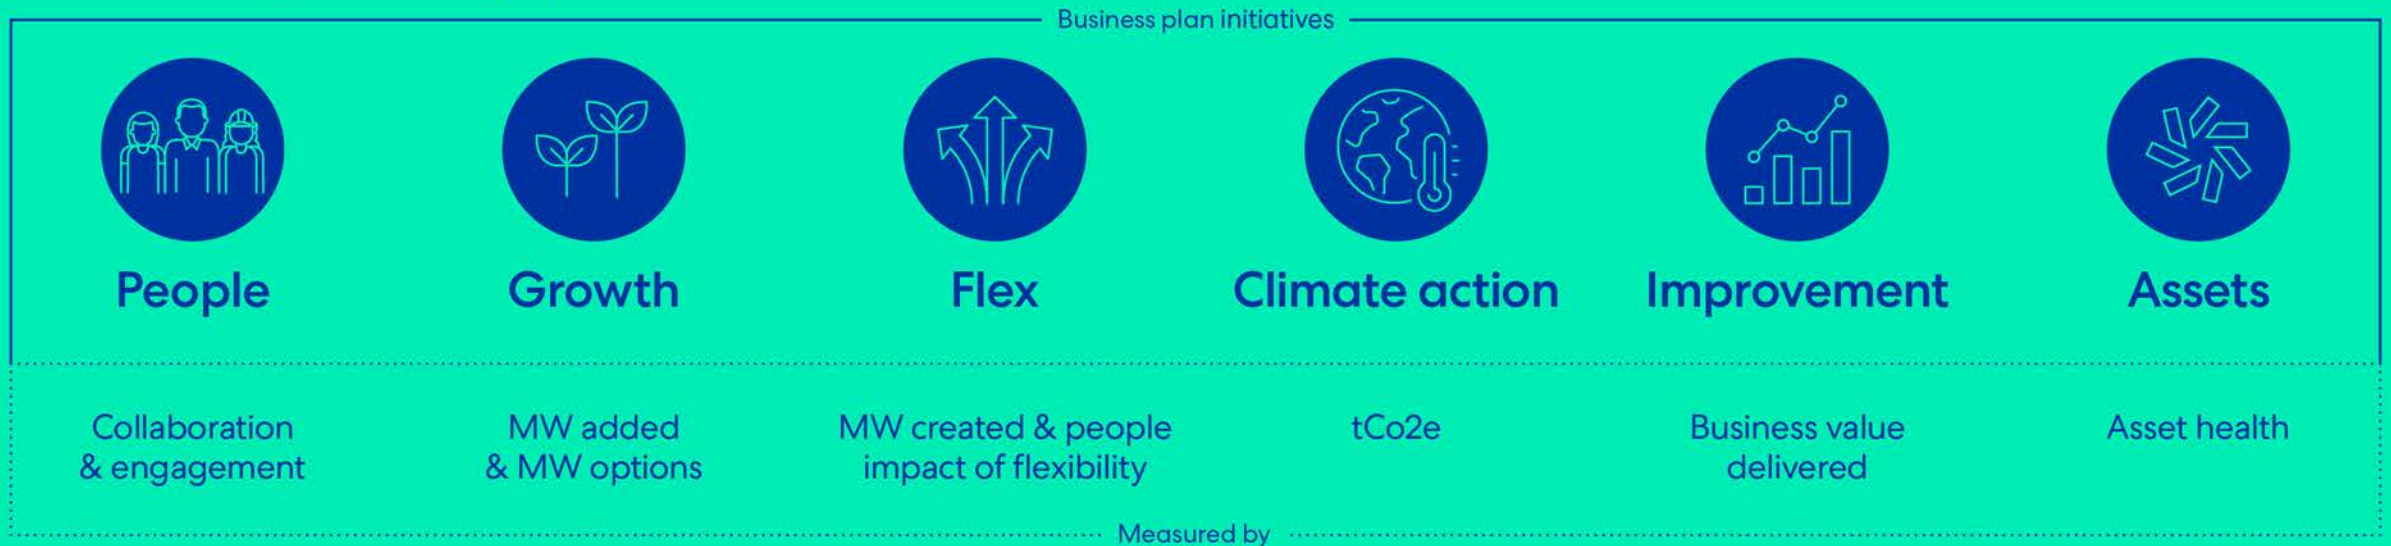 Business plan initiatives
People
Growth
Flex
Climate action
Improvement
Assets
Collaboration
& engagement
MW added
& MW options
MW created & people
impact of flexibility
tCo2e
Business value
delivered
Asset health
Measured by